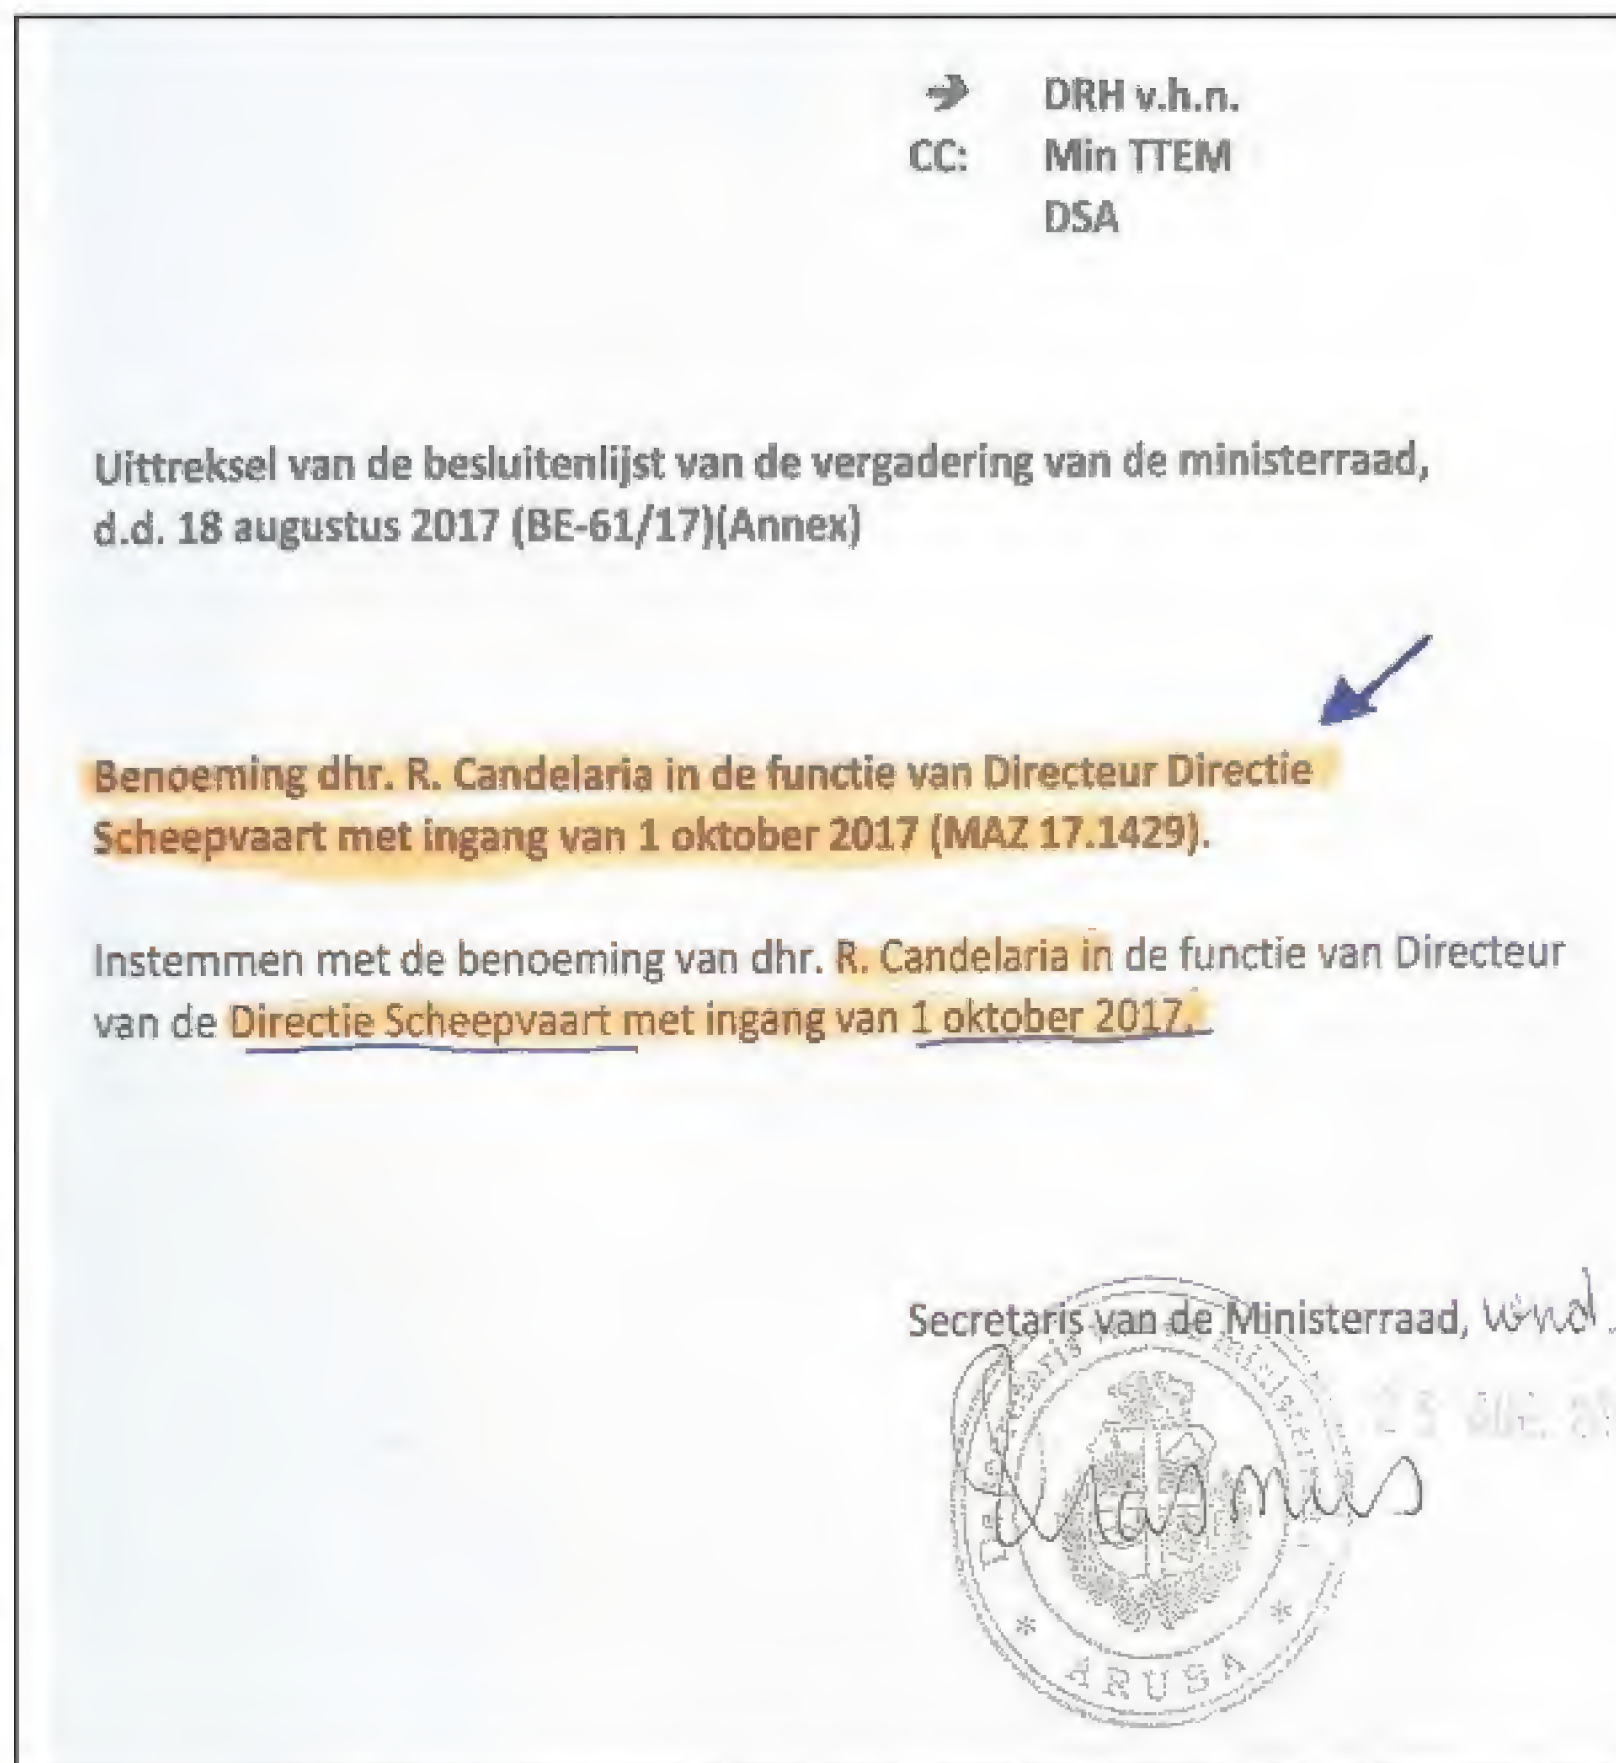 DRH v.h.n.
CC: Min TTEM
DSA
Uittreksel van de besluitenlijst van de vergadering van de ministerraad,
d.d. 18 augustus 2017 (BE-61/17)(Annex)
Benoeming dhr. R. Candelaria in de functie van Directeur Directie
Scheepvaart met ingang van 1 oktober 2017 (MAZ 17.1429).
Instemmen met de benoeming van dhr. R. Candelaria in de functie van Directeur
van de Directie Scheepvaart met ingang van 1 oktober 2017.
Secretaris van de Ministerraad, wnd.
ARUBA